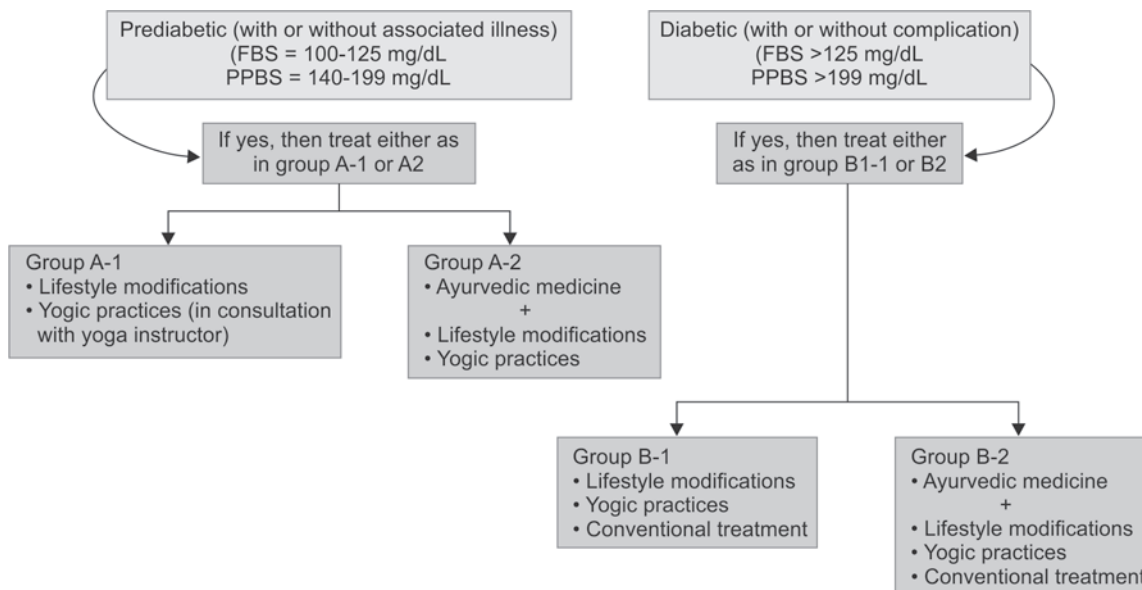 Prediabetic (with or without associated illness)
(FBS = 100-125 mg/dL
PPBS = 140-199 mg/dL
Diabetic (with or without complication)
(FBS >125 mg/dL
PPBS >199 mg/dL
If yes, then treat either as
in group A-1 or A2
If yes, then treat either
as in group B1-1 or B2
Group A-1
• Lifestyle modifications
• Yogic practices (in consultation
with yoga instructor)
Group A-2
• Ayurvedic medicine
+
• Lifestyle modifications
• Yogic practices
Group B-1
• Lifestyle modifications
• Yogic practices
• Conventional treatment
Group B-2
• Ayurvedic medicine
+
• Lifestyle modifications
• Yogic practices
• Conventional treatment